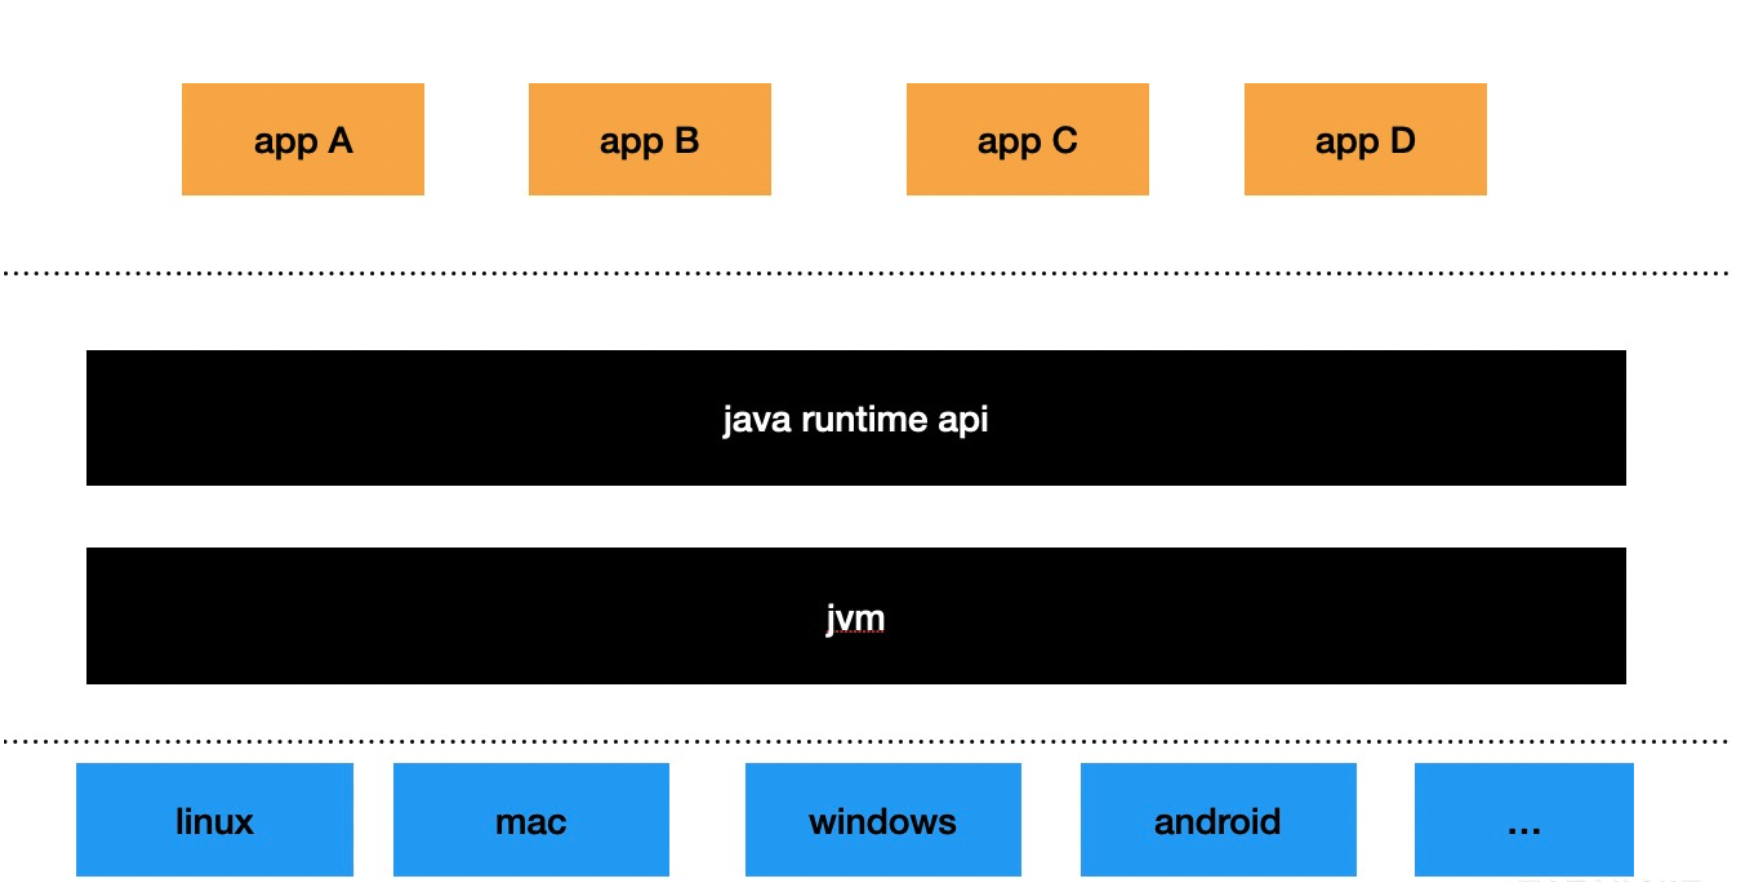 app A
app B
app C
app D
java runtime api
jvm
linux
mac
windows
android
...